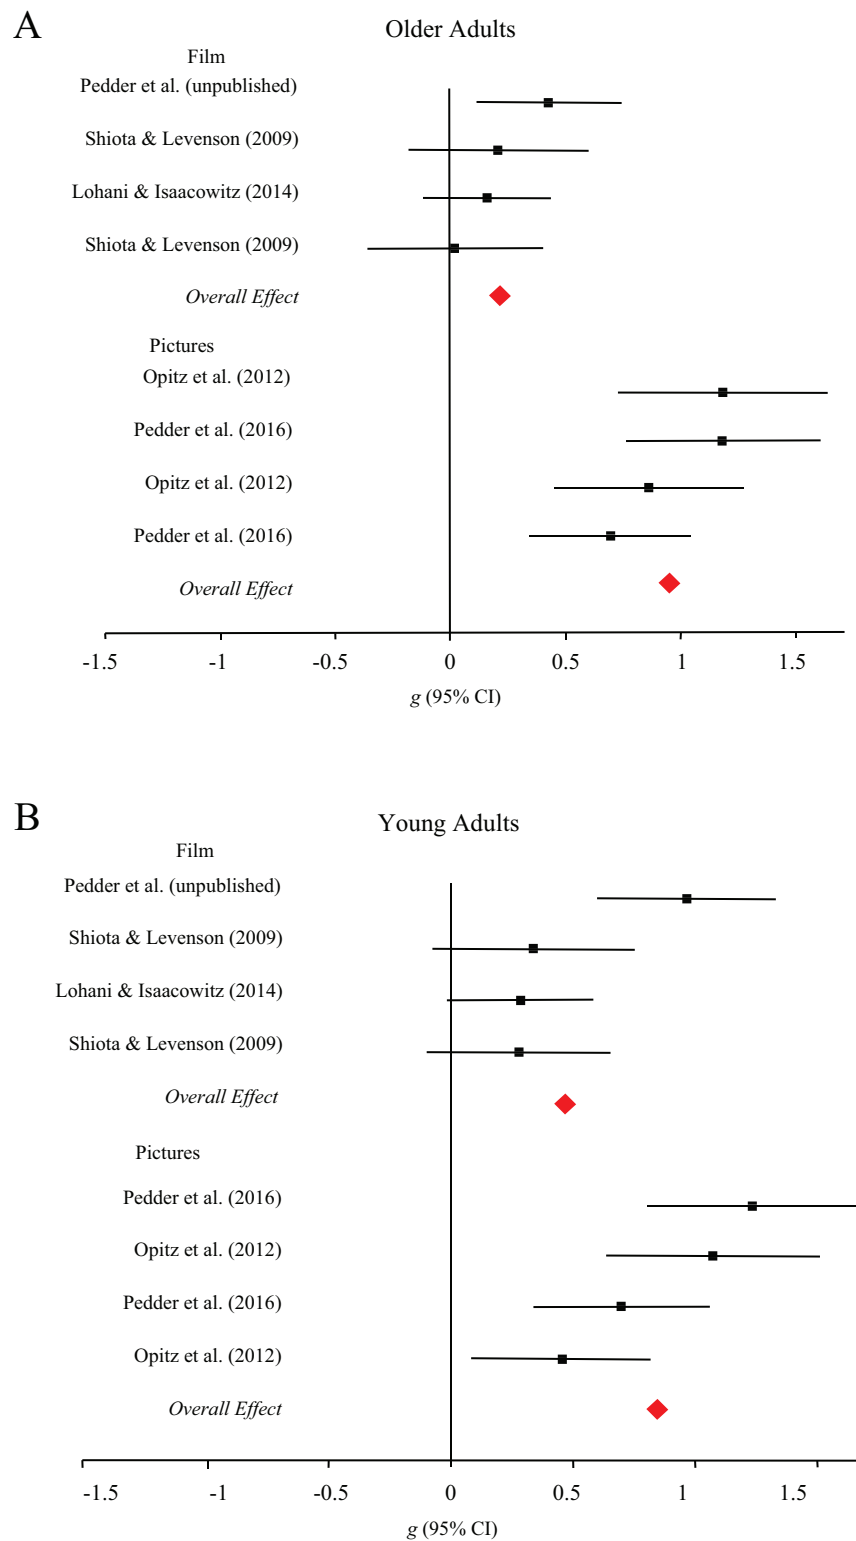 A
Older Adults
Film
Pedder et al. (unpublished)
Shiota & Levenson (2009)
Lohani & Isaacowitz (2014)
Shiota & Levenson (2009)
Overall Effect
Pictures
Opitz et al. (2012)
Pedder et al. (2016)
Opitz et al. (2012)
Pedder et al. (2016)
Overall Effect
-1.5 -1 -0.5 0 0.5 1 1.5
g (95% CI)
B
Young Adults
Film
Pedder et al. (unpublished)
Shiota & Levenson (2009)
Lohani & Isaacowitz (2014)
Shiota & Levenson (2009)
Overall Effect
Pictures
Pedder et al. (2016)
Opitz et al. (2012)
Pedder et al. (2016)
Opitz et al. (2012)
Overall Effect
-1.5 -1 -0.5 0 0.5 1 1.5
g (95% CI)